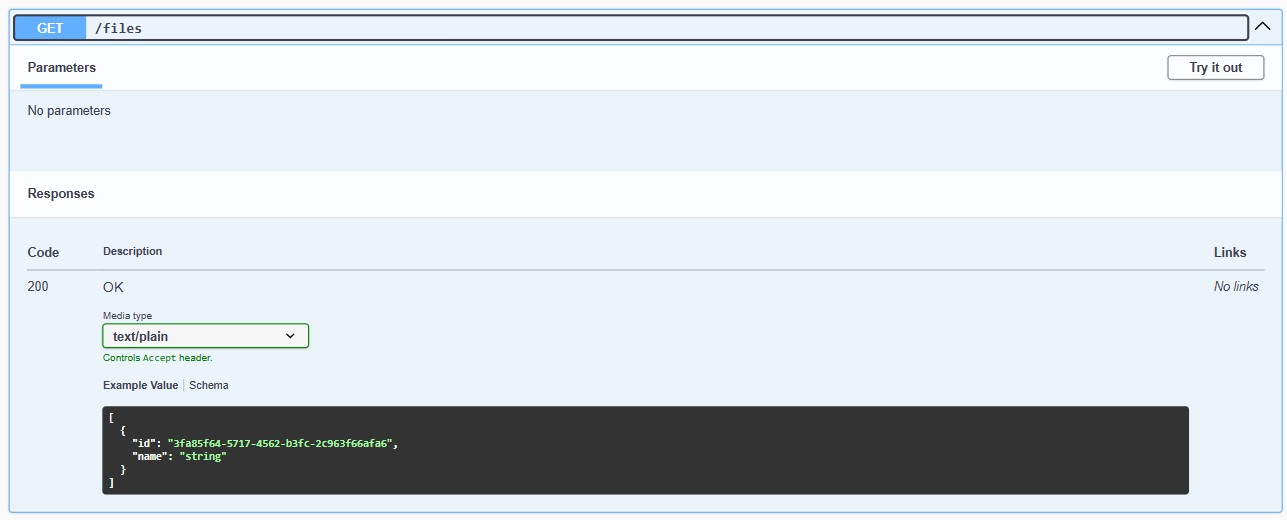 GET /files
Parameters
Try it out
No parameters
Responses
Code Description Links
200 OK No links
Media type
text/plain
Controls Accept header.
Example Value Schema
[
{
"id": "3fa85f64-5717-4562-b3fc-2c963f66afa6",
"name": "string"
}
]